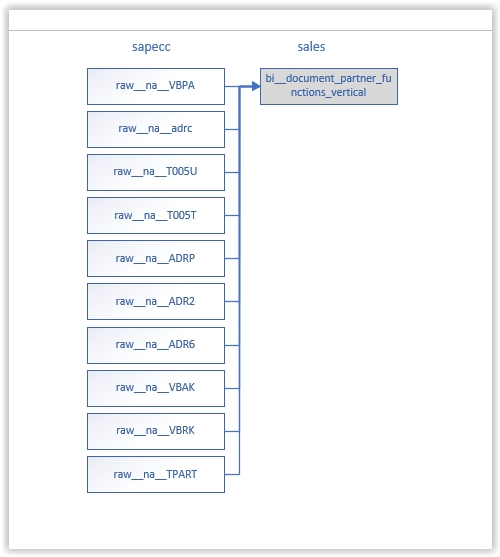 sapecc
sales
raw__na__VBPA
bi__document_partner_fu
nctions_vertical
raw__na__adrc
raw__na__T005U
raw__na__T005T
raw__na__ADRP
raw__na__ADR2
raw__na__ADR6
raw__na__VBAK
raw__na__VBRK
raw__na__TPART